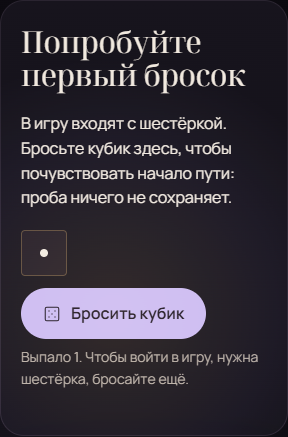 Попробуйте
первый бросок
В игру входят с шестёркой.
Бросьте кубик здесь, чтобы
почувствовать начало пути:
проба ничего не сохраняет.
Бросить кубик
Выпало 1. Чтобы войти в игру, нужна
шестёрка, бросайте ещё.